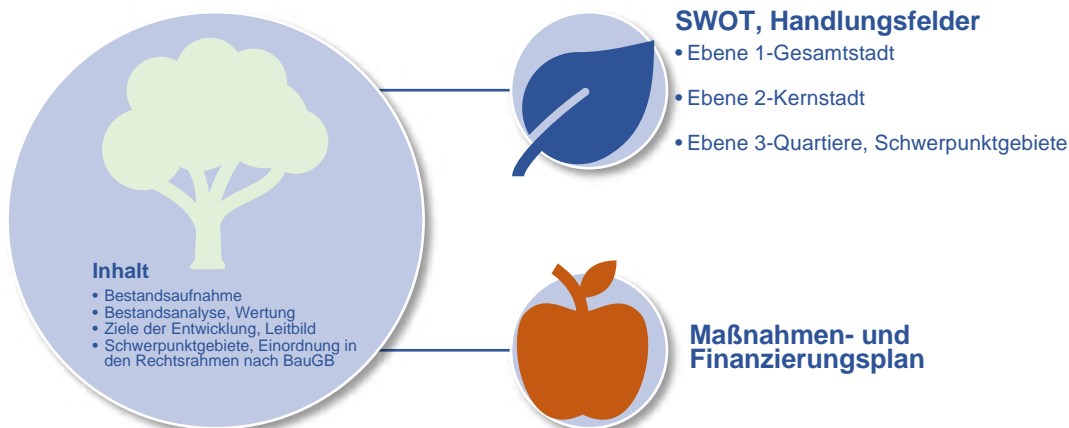 SWOT, Handlungsfelder
• Ebene 1-Gesamtstadt
• Ebene 2-Kernstadt
• Ebene 3-Quartiere, Schwerpunktgebiete
Inhalt
• Bestandsaufnahme
• Bestandsanalyse, Wertung
• Ziele der Entwicklung, Leitbild
• Schwerpunktgebiete, Einordnung in
den Rechtsrahmen nach BauGB
Maßnahmen- und
Finanzierungsplan